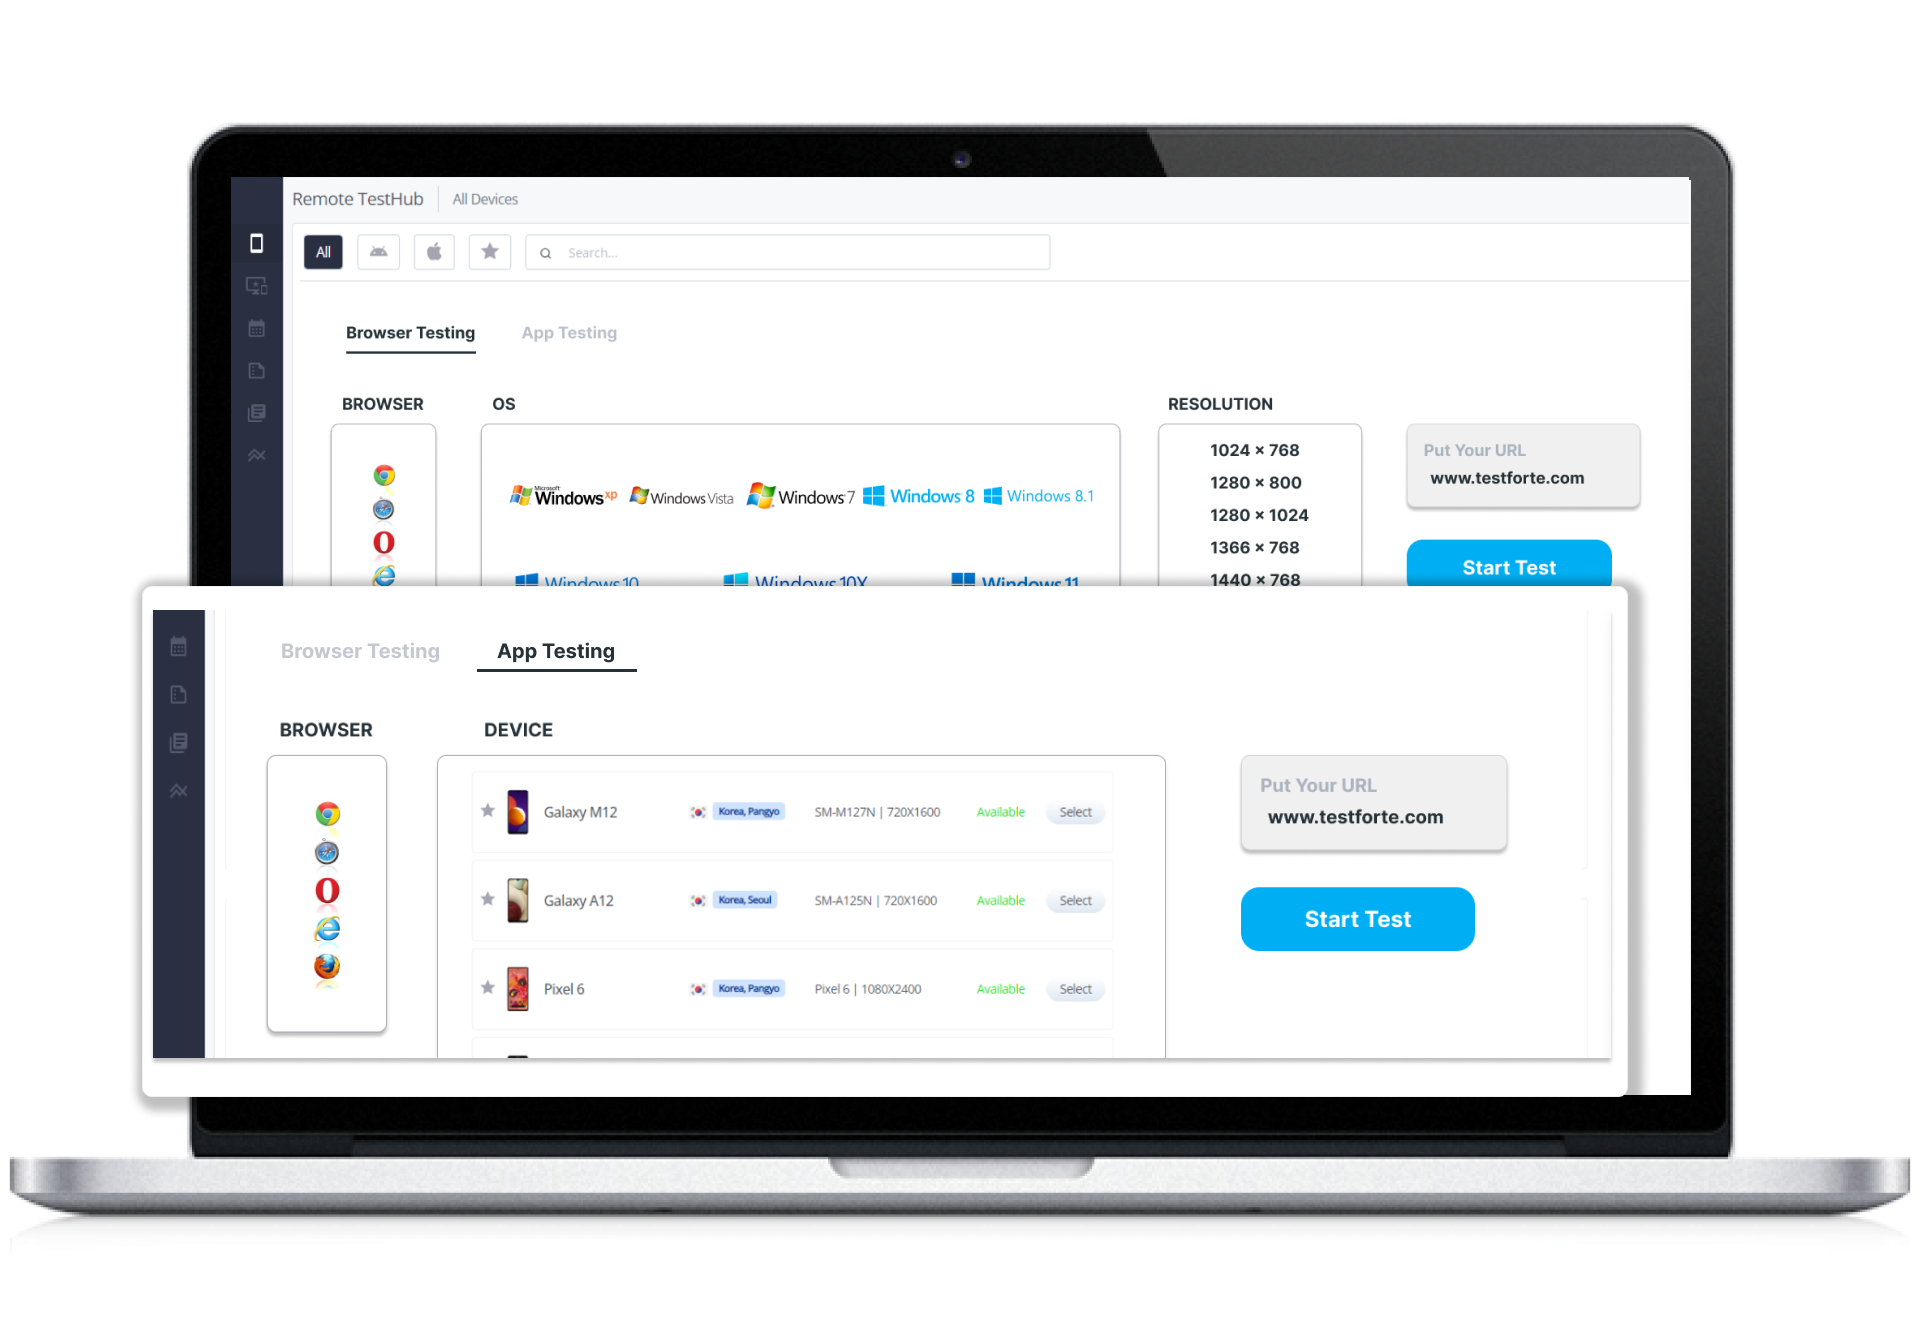 Remote TestHub All Devices
All Search...
Browser Testing App Testing
BROWSER OS RESOLUTION
1024 × 768
Put Your URL
1280 × 800
www.testforte.com
Microsoft
Windows xp Windows Vista Windows 7 Windows 8 Windows 8.1
1280 × 1024
1366 × 768
Start Test
1440 × 768
Windows 10 Windows 10X Windows 11
Browser Testing App Testing
BROWSER DEVICE
Put Your URL
www.testforte.com
Galaxy M12 Korea, Pangyo SM-M127N | 720X1600 Available Select
Galaxy A12 Korea, Seoul SM-A125N | 720X1600 Available Select
Start Test
Pixel 6 Korea, Pangyo Pixel 6 | 1080X2400 Available Select